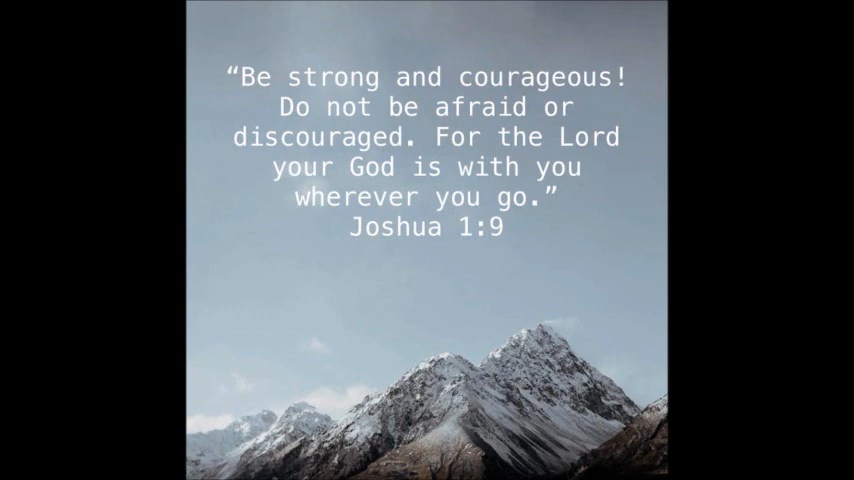 “Be strong and courageous!
Do not be afraid or
discouraged. For the Lord
your God is with you
wherever you go.”
Joshua 1:9